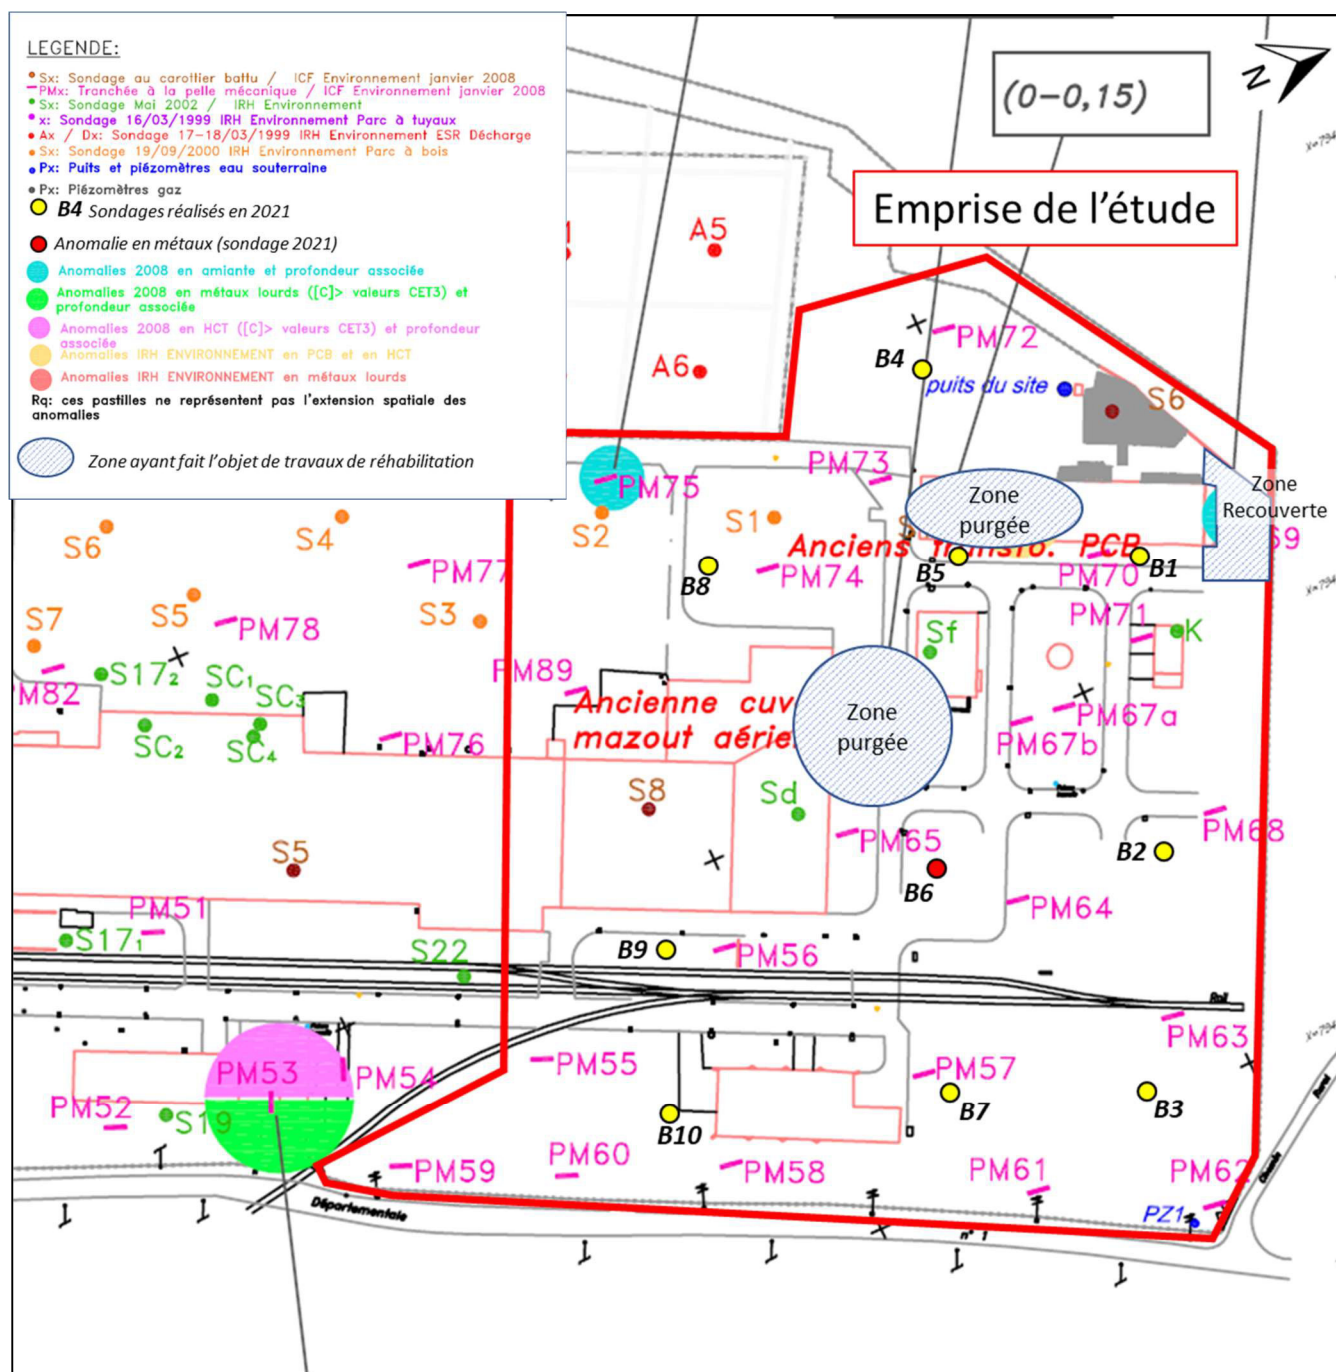 LEGENDE:
Sx: Sondage au carottier battu / ICF Environnement janvier 2008
PMx: Tranchée à la pelle mécanique / ICF Environnement janvier 2008
Sx: Sondage Mai 2002 / IRH Environnement
x: Sondage 16/03/1999 IRH Environnement Parc à tuyaux
Ax / Dx: Sondage 17-18/03/1999 IRH Environnement ESR Décharge
Sx: Sondage 19/09/2000 IRH Environnement Parc à bois
Px: Puits et piézomètres eau souterraine
Px: Piézomètres gaz
B4 Sondages réalisés en 2021
Anomalie en métaux (sondage 2021)
Anomalies 2008 en amiante et profondeur associée
Anomalies 2008 en métaux lourds ([C]> valeurs CET3) et
profondeur associée
Anomalies 2008 en HCT ([C]> valeurs CET3) et profondeur
associée
Anomalies IRH ENVIRONNEMENT en PCB et en HCT
Anomalies IRH ENVIRONNEMENT en métaux lourds
Rq: ces pastilles ne représentent pas l'extension spatiale des
anomalies
Zone ayant fait l'objet de travaux de réhabilitation
N
(0-0,15)
Emprise de l'étude
A5
A6
PM72
B4
puits du site
S6
PM75
PM73
Zone
purgée
Zone
Recouverte
S9
S6
S4
S2
S1
Anciens transfo. PCB
B5
PM70
B1
PM77
B8
PM74
S5
S3
PM71
K
S7
PM78
Sf
PM82
S17₂
SC₁
SC₃
SC₂
SC₄
PM76
PM89
Ancienne cuv
mazout aérie
Zone
purgée
PM67a
PM67b
S8
Sd
PM65
PM68
B2
S5
B6
PM64
PM51
S17₁
S22
B9
PM56
Rail
PM63
PM53
PM54
PM55
PM57
B7
B3
PM52
S19
B10
PM59
PM60
PM58
PM61
PM62
PZ1
Départementale
n° 1
Chemin
Rural